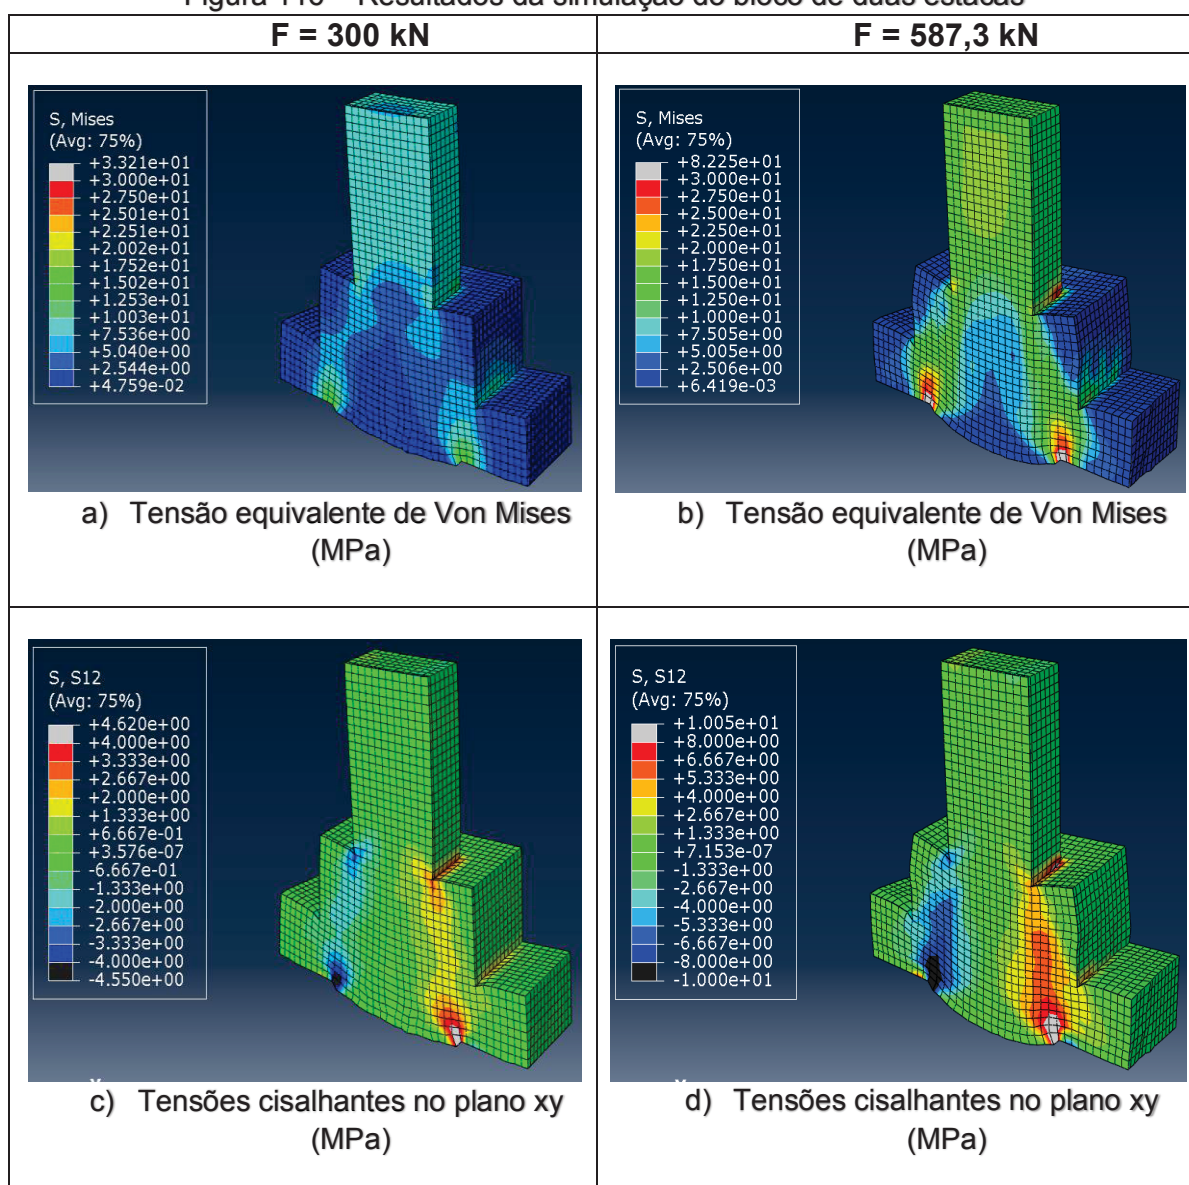 Figura 110 – Resultados da simulação do bloco de duas estacas
F = 300 kN
F = 587,3 kN
S, Mises
(Avg: 75%)
+3.321e+01
+3.000e+01
+2.750e+01
+2.501e+01
+2.251e+01
+2.002e+01
+1.752e+01
+1.502e+01
+1.253e+01
+1.003e+01
+7.536e+00
+5.040e+00
+2.544e+00
+4.759e-02
a) Tensão equivalente de Von Mises
(MPa)
S, Mises
(Avg: 75%)
+8.225e+01
+3.000e+01
+2.750e+01
+2.500e+01
+2.250e+01
+2.000e+01
+1.750e+01
+1.500e+01
+1.250e+01
+1.000e+01
+7.505e+00
+5.005e+00
+2.506e+00
+6.419e-03
b) Tensão equivalente de Von Mises
(MPa)
S, S12
(Avg: 75%)
+4.620e+00
+4.000e+00
+3.333e+00
+2.667e+00
+2.000e+00
+1.333e+00
+6.667e-01
+3.576e-07
-6.667e-01
-1.333e+00
-2.000e+00
-2.667e+00
-3.333e+00
-4.000e+00
-4.550e+00
c) Tensões cisalhantes no plano xy
(MPa)
S, S12
(Avg: 75%)
+1.005e+01
+8.000e+00
+6.667e+00
+5.333e+00
+4.000e+00
+2.667e+00
+1.333e+00
+7.153e-07
-1.333e+00
-2.667e+00
-4.000e+00
-5.333e+00
-6.667e+00
-8.000e+00
-1.000e+01
d) Tensões cisalhantes no plano xy
(MPa)